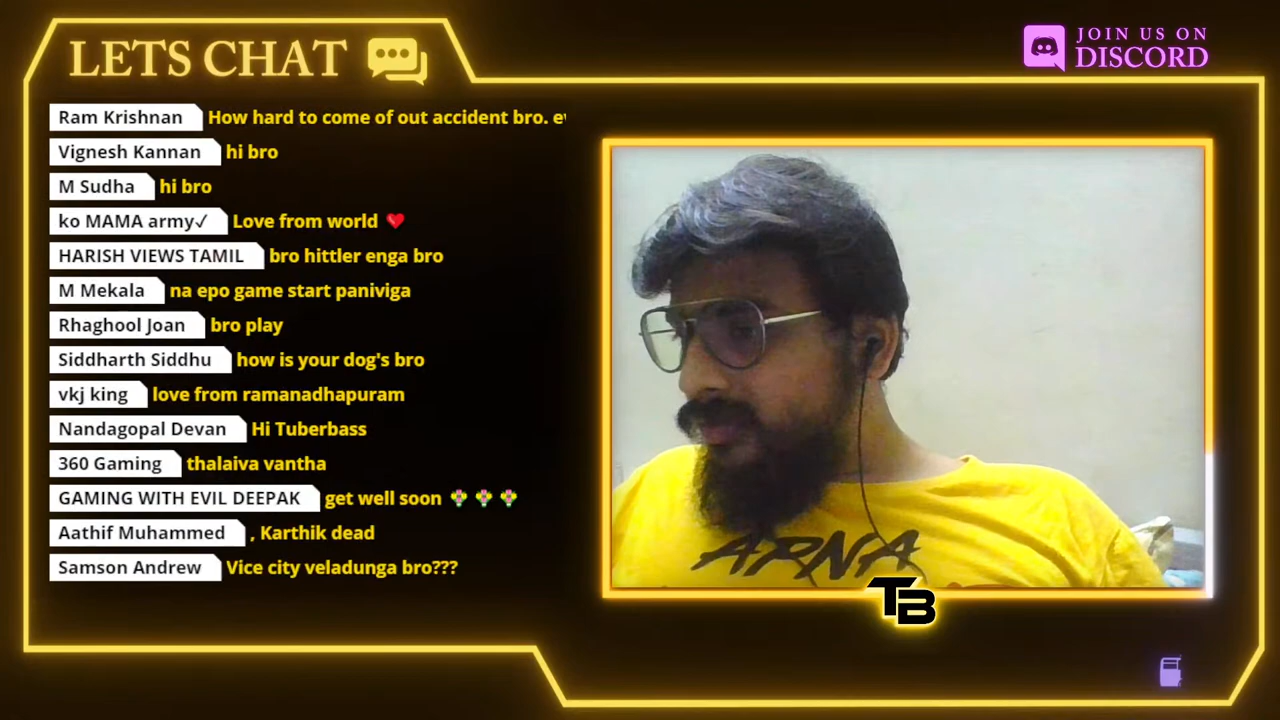 LETS CHAT
JOIN US ON
DISCORD
Ram Krishnan How hard to come of out accident bro. e
Vignesh Kannan hi bro
M Sudha hi bro
ko MAMA army✓ Love from world ❤
HARISH VIEWS TAMIL bro hittler enga bro
M Mekala na epo game start paniviga
Rhaghool Joan bro play
Siddharth Siddhu how is your dog's bro
vkj king love from ramanadhapuram
Nandagopal Devan Hi Tuberbass
360 Gaming thalaiva vantha
GAMING WITH EVIL DEEPAK get well soon 💐 💐 💐
Aathif Muhammed , Karthik dead
Samson Andrew Vice city veladunga bro???
ARNA
TB